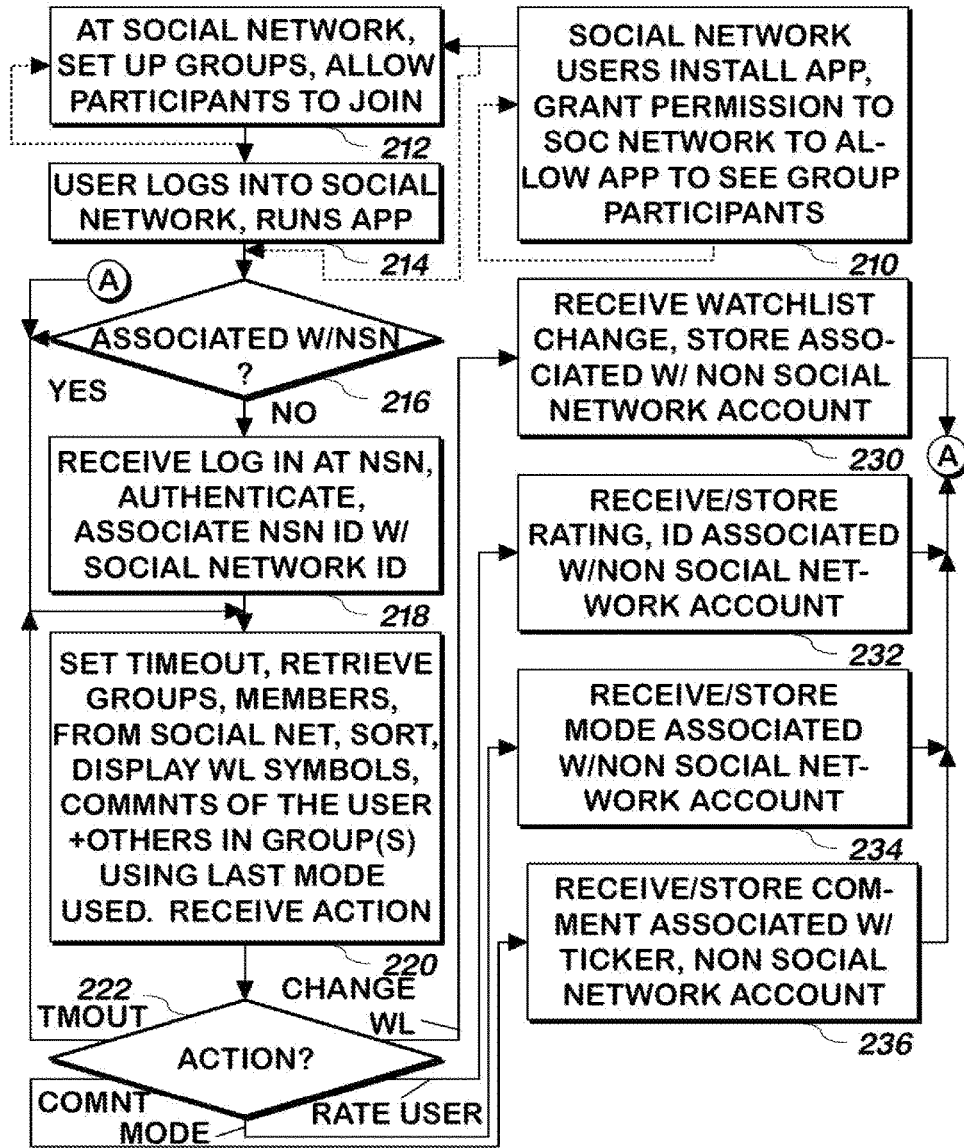 AT SOCIAL NETWORK,
SET UP GROUPS, ALLOW
PARTICIPANTS TO JOIN
212
USER LOGS INTO SOCIAL
NETWORK, RUNS APP
214
A
ASSOCIATED W/NSN
?
216
YES
NO
RECEIVE LOG IN AT NSN,
AUTHENTICATE,
ASSOCIATE NSN ID W/
SOCIAL NETWORK ID
218
SET TIMEOUT, RETRIEVE
GROUPS, MEMBERS,
FROM SOCIAL NET, SORT,
DISPLAY WL SYMBOLS,
COMMNTS OF THE USER
+OTHERS IN GROUP(S)
USING LAST MODE
USED. RECEIVE ACTION
220
222
TMOUT
CHANGE
WL
ACTION?
COMNT
MODE
RATE USER
SOCIAL NETWORK
USERS INSTALL APP,
GRANT PERMISSION TO
SOC NETWORK TO AL-
LOW APP TO SEE GROUP
PARTICIPANTS
210
RECEIVE WATCHLIST
CHANGE, STORE ASSO-
CIATED W/ NON SOCIAL
NETWORK ACCOUNT
230
A
RECEIVE/STORE
RATING, ID ASSOCIATED
W/NON SOCIAL NET-
WORK ACCOUNT
232
RECEIVE/STORE
MODE ASSOCIATED
W/NON SOCIAL NET-
WORK ACCOUNT
234
RECEIVE/STORE COM-
MENT ASSOCIATED W/
TICKER, NON SOCIAL
NETWORK ACCOUNT
236